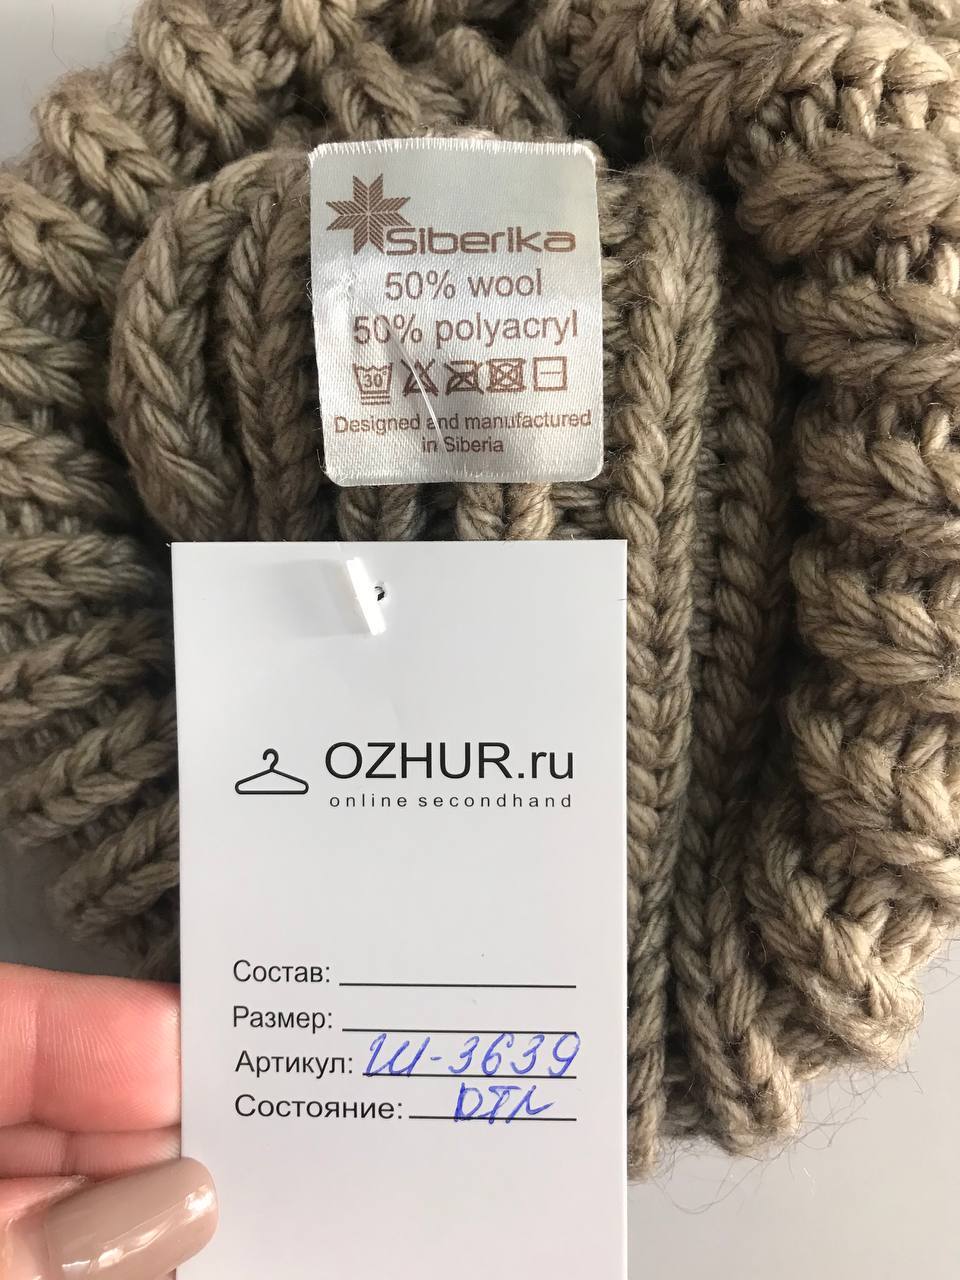 Siberika
50% wool
50% polyacryl
30
Designed and manufactured
in Siberia
OZHUR.ru
online secondhand
Состав:
Размер:
Артикул: Ш-3639
Состояние: ОТЛ